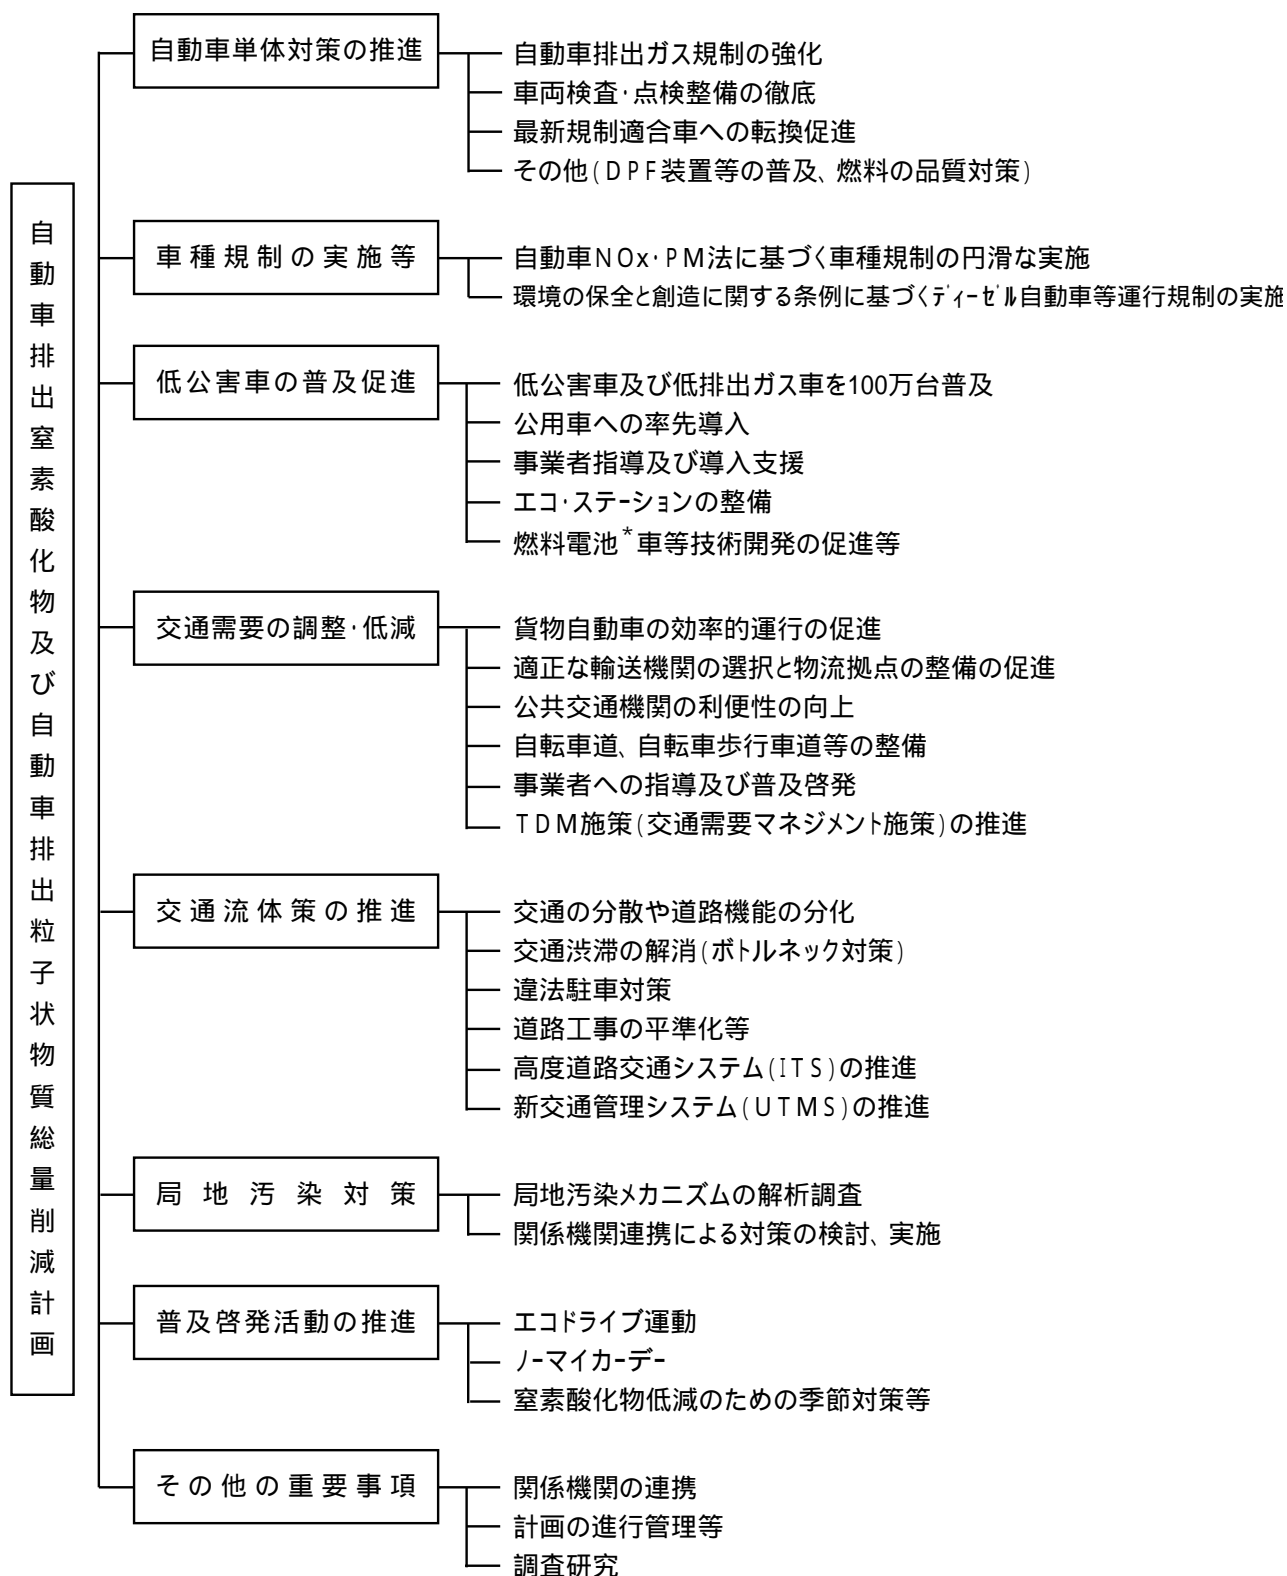 自動車排出窒素酸化物及び自動車排出粒子状物質総量削減計画
自動車単体対策の推進
自動車排出ガス規制の強化
車両検査・点検整備の徹底
最新規制適合車への転換促進
その他(DPF装置等の普及、燃料の品質対策)
車種規制の実施等
自動車NOx・PM法に基づく車種規制の円滑な実施
環境の保全と創造に関する条例に基づくディーゼル自動車等運行規制の実施
低公害車の普及促進
低公害車及び低排出ガス車を100万台普及
公用車への率先導入
事業者指導及び導入支援
エコ・ステーションの整備
燃料電池*車等技術開発の促進等
交通需要の調整・低減
貨物自動車の効率的運行の促進
適正な輸送機関の選択と物流拠点の整備の促進
公共交通機関の利便性の向上
自転車道、自転車歩行車道等の整備
事業者への指導及び普及啓発
TDM施策(交通需要マネジメント施策)の推進
交通流体策の推進
交通の分散や道路機能の分化
交通渋滞の解消(ボトルネック対策)
違法駐車対策
道路工事の平準化等
高度道路交通システム(ITS)の推進
新交通管理システム(UTMS)の推進
局地汚染対策
局地汚染メカニズムの解析調査
関係機関連携による対策の検討、実施
普及啓発活動の推進
エコドライブ運動
ノーマイカーデー
窒素酸化物低減のための季節対策等
その他の重要事項
関係機関の連携
計画の進行管理等
調査研究